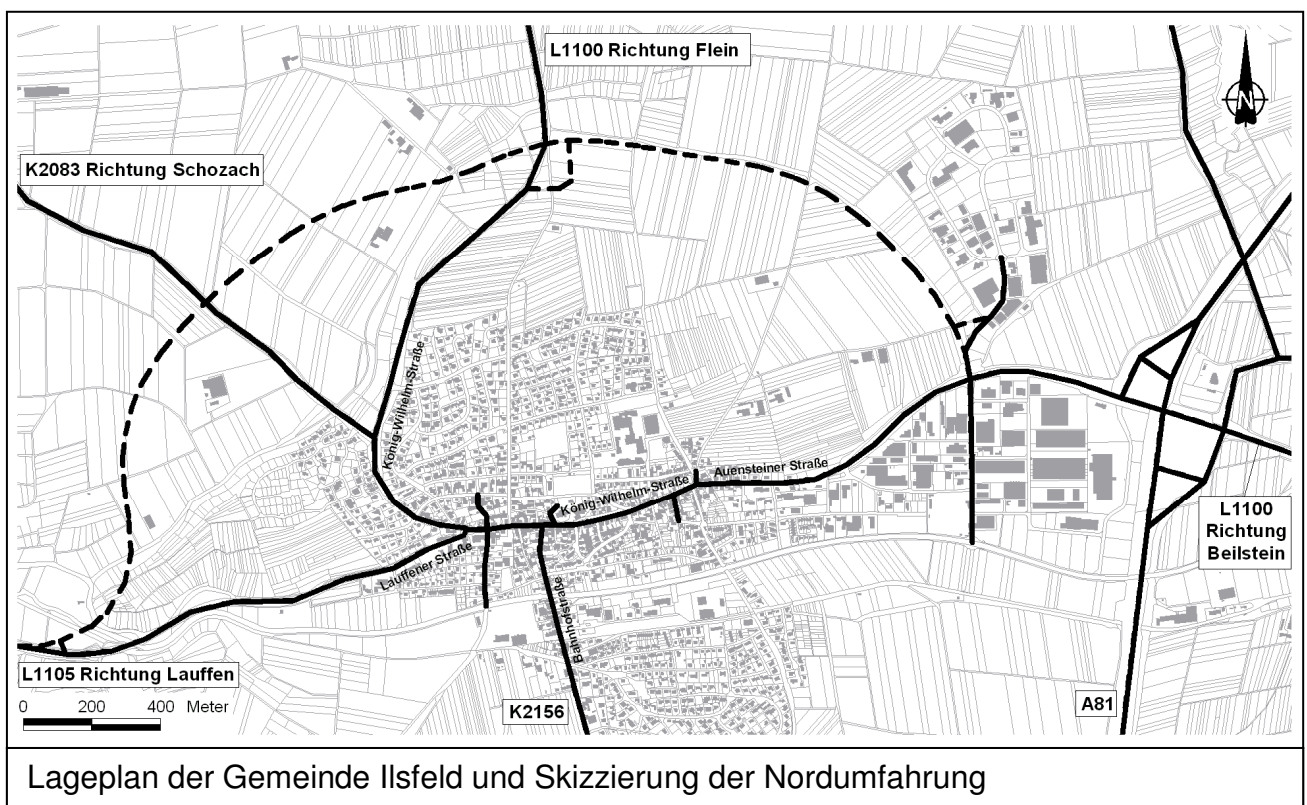 L1100 Richtung Flein
N
K2083 Richtung Schozach
König-Wilhelm-Straße
Auensteiner Straße
König-Wilhelm-Straße
Lauffener Straße
Bahnhofstraße
L1100
Richtung
Beilstein
L1105 Richtung Lauffen
0 200 400 Meter
K2156
A81
Lageplan der Gemeinde Ilsfeld und Skizzierung der Nordumfahrung